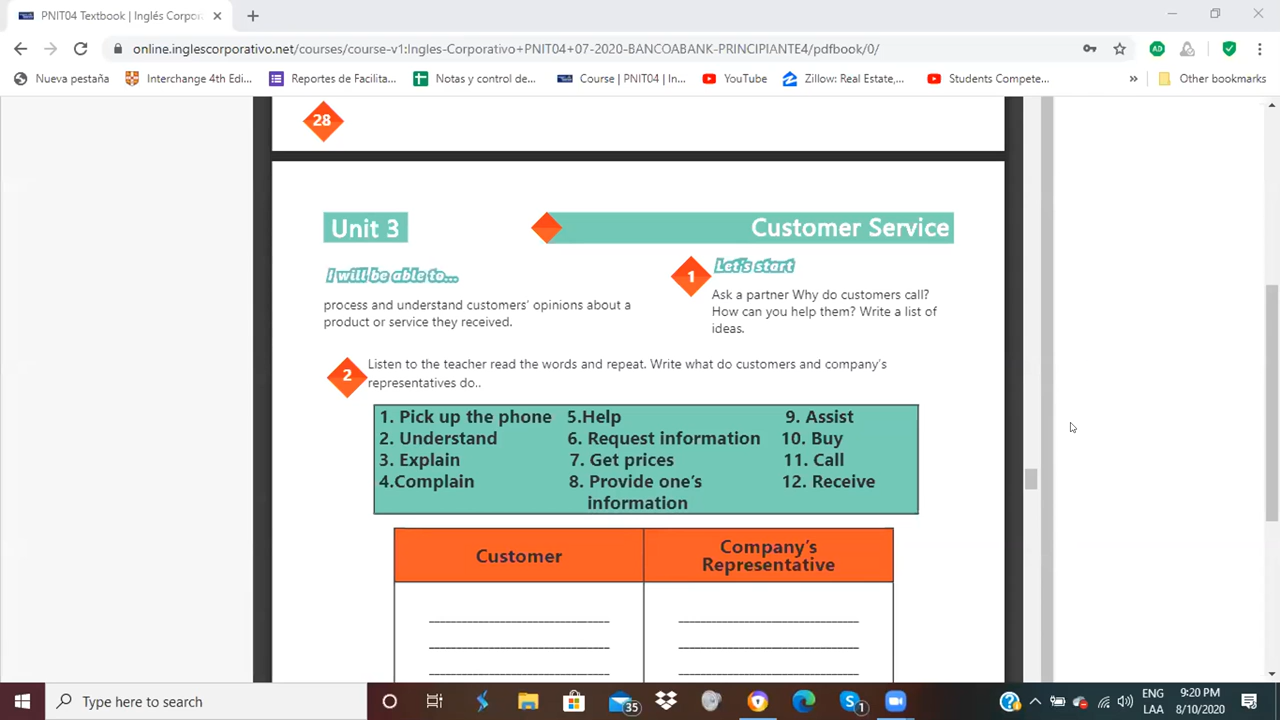 PNIT04 Textbook | Inglés Corpor
online.inglescorporativo.net/courses/course-v1:Ingles-Corporativo+PNIT04+07-2020-BANCOABANK-PRINCIPIANTE4/pdfbook/0/
Nueva pestaña
Interchange 4th Edi...
Reportes de Facilita...
Notas y control de...
Course | PNIT04 | In...
YouTube
Zillow: Real Estate,...
Students Compete...
»
Other bookmarks
28
Unit 3
Customer Service
I will be able to...
process and understand customers' opinions about a
product or service they received.
1
Let's start
Ask a partner Why do customers call?
How can you help them? Write a list of
ideas.
2
Listen to the teacher read the words and repeat. Write what do customers and company's
representatives do..
1. Pick up the phone
2. Understand
3. Explain
4.Complain
5.Help
6. Request information
7. Get prices
8. Provide one's
information
9. Assist
10. Buy
11. Call
12. Receive
Customer
Company's
Representative
Type here to search
35
1
ENG
LAA
9:20 PM
8/10/2020